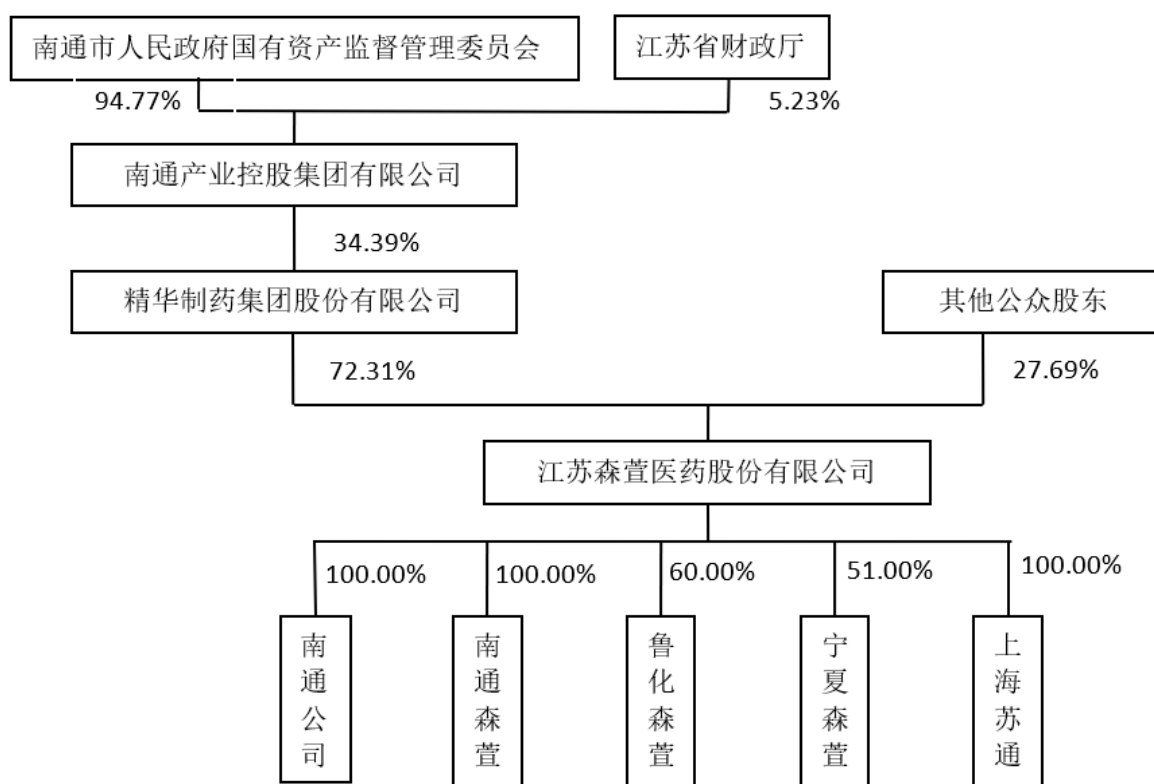 南通市人民政府国有资产监督管理委员会
江苏省财政厅
94.77%
5.23%
南通产业控股集团有限公司
34.39%
精华制药集团股份有限公司
其他公众股东
72.31%
27.69%
江苏森萱医药股份有限公司
100.00%
100.00%
60.00%
51.00%
100.00%
南通公司
南通森萱
鲁化森萱
宁夏森萱
上海苏通